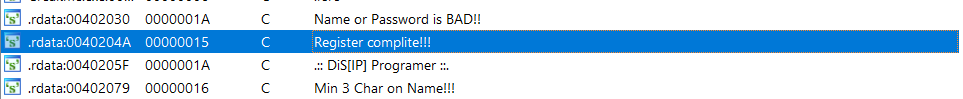 .rdata:00402030 0000001A C Name or Password is BAD!!
.rdata:0040204A 00000015 C Register complite!!!
.rdata:0040205F 0000001A C .:: DiS[IP] Programer ::.
.rdata:00402079 00000016 C Min 3 Char on Name!!!